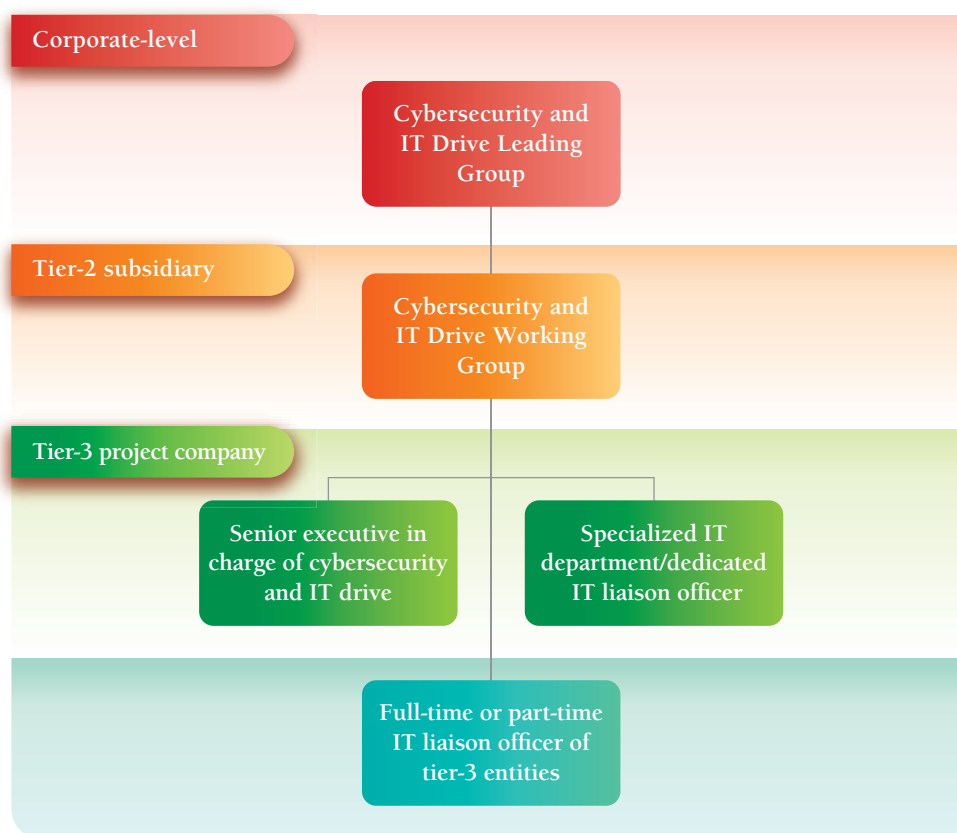 Corporate-level
Cybersecurity and
IT Drive Leading
Group
Tier-2 subsidiary
Cybersecurity and
IT Drive Working
Group
Tier-3 project company
Senior executive in
charge of cybersecurity
and IT drive
Specialized IT
department/dedicated
IT liaison officer
Full-time or part-time
IT liaison officer of
tier-3 entities